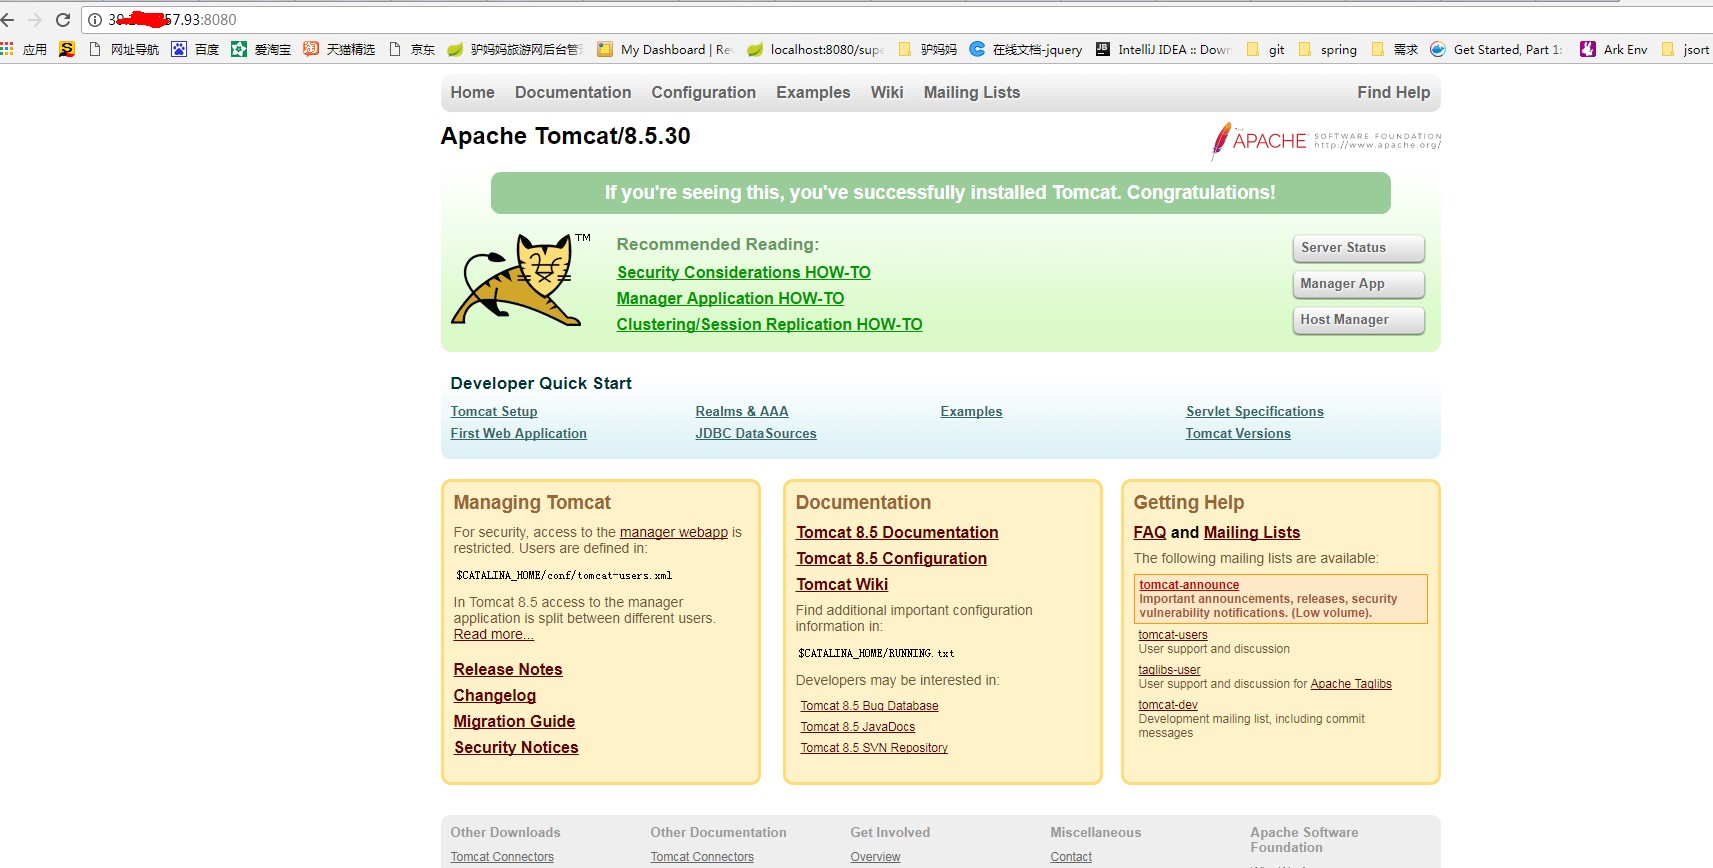 57.93:8080
应用 网址导航 百度 爱淘宝 天猫精选 京东 驴妈妈旅游网后台管 My Dashboard | Re localhost:8080/supe 驴妈妈 在线文档-jquery IntelliJ IDEA :: Down git spring 需求 Get Started, Part 1: Ark Env jsort
Home Documentation Configuration Examples Wiki Mailing Lists Find Help
Apache Tomcat/8.5.30
THE APACHE SOFTWARE FOUNDATION
http://www.apache.org/
If you're seeing this, you've successfully installed Tomcat. Congratulations!
TM
Recommended Reading:
Security Considerations HOW-TO
Manager Application HOW-TO
Clustering/Session Replication HOW-TO
Server Status
Manager App
Host Manager
Developer Quick Start
Tomcat Setup
First Web Application
Realms & AAA
JDBC DataSources
Examples
Servlet Specifications
Tomcat Versions
Managing Tomcat
For security, access to the manager webapp is
restricted. Users are defined in:
$CATALINA_HOME/conf/tomcat-users.xml
In Tomcat 8.5 access to the manager
application is split between different users.
Read more...
Release Notes
Changelog
Migration Guide
Security Notices
Documentation
Tomcat 8.5 Documentation
Tomcat 8.5 Configuration
Tomcat Wiki
Find additional important configuration
information in:
$CATALINA_HOME/RUNNING.txt
Developers may be interested in:
Tomcat 8.5 Bug Database
Tomcat 8.5 JavaDocs
Tomcat 8.5 SVN Repository
Getting Help
FAQ and Mailing Lists
The following mailing lists are available:
tomcat-announce
Important announcements, releases, security
vulnerability notifications. (Low volume).
tomcat-users
User support and discussion
taglibs-user
User support and discussion for Apache Taglibs
tomcat-dev
Development mailing list, including commit
messages
Other Downloads
Tomcat Connectors
Other Documentation
Tomcat Connectors
Get Involved
Overview
Miscellaneous
Contact
Apache Software
Foundation